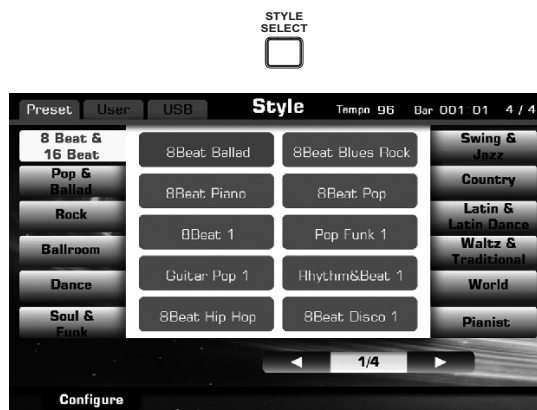 STYLE
SELECT
Preset User USB Style Tempo 96 Bar 001:01 4/4
8 Beat &
16 Beat
Pop &
Ballad
Rock
Ballroom
Dance
Soul &
Funk
8Beat Ballad 8Beat Blues Rock
8Beat Piano 8Beat Pop
8Beat 1 Pop Funk 1
Guitar Pop 1 Rhythm&Beat 1
8Beat Hip Hop 8Beat Disco 1
Swing &
Jazz
Country
Latin &
Latin Dance
Waltz &
Traditional
World
Pianist
◀ 1/4 ▶
Configure